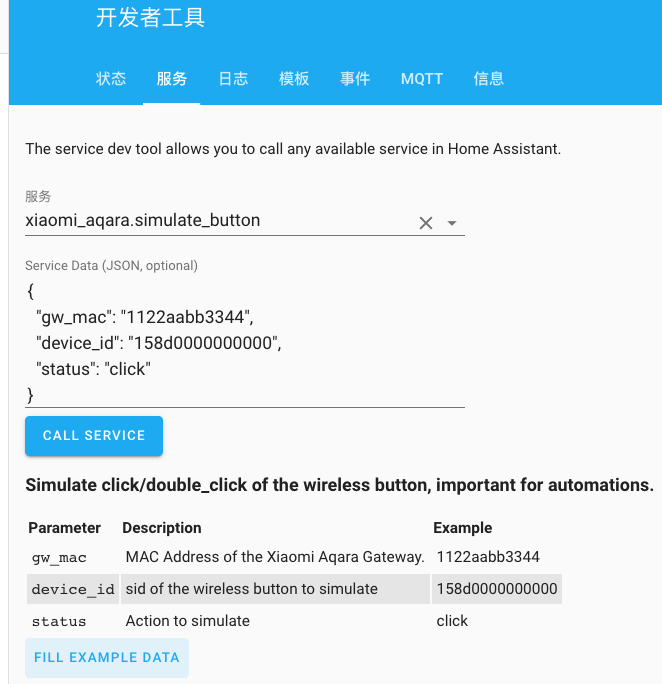 开发者工具
状态 服务 日志 模板 事件 MQTT 信息
The service dev tool allows you to call any available service in Home Assistant.
服务
xiaomi_aqara.simulate_button
Service Data (JSON, optional)
{
"gw_mac": "1122aabb3344",
"device_id": "158d0000000000",
"status": "click"
}
CALL SERVICE
Simulate click/double_click of the wireless button, important for automations.
Parameter Description Example
gw_mac MAC Address of the Xiaomi Aqara Gateway. 1122aabb3344
device_id sid of the wireless button to simulate 158d0000000000
status Action to simulate click
FILL EXAMPLE DATA